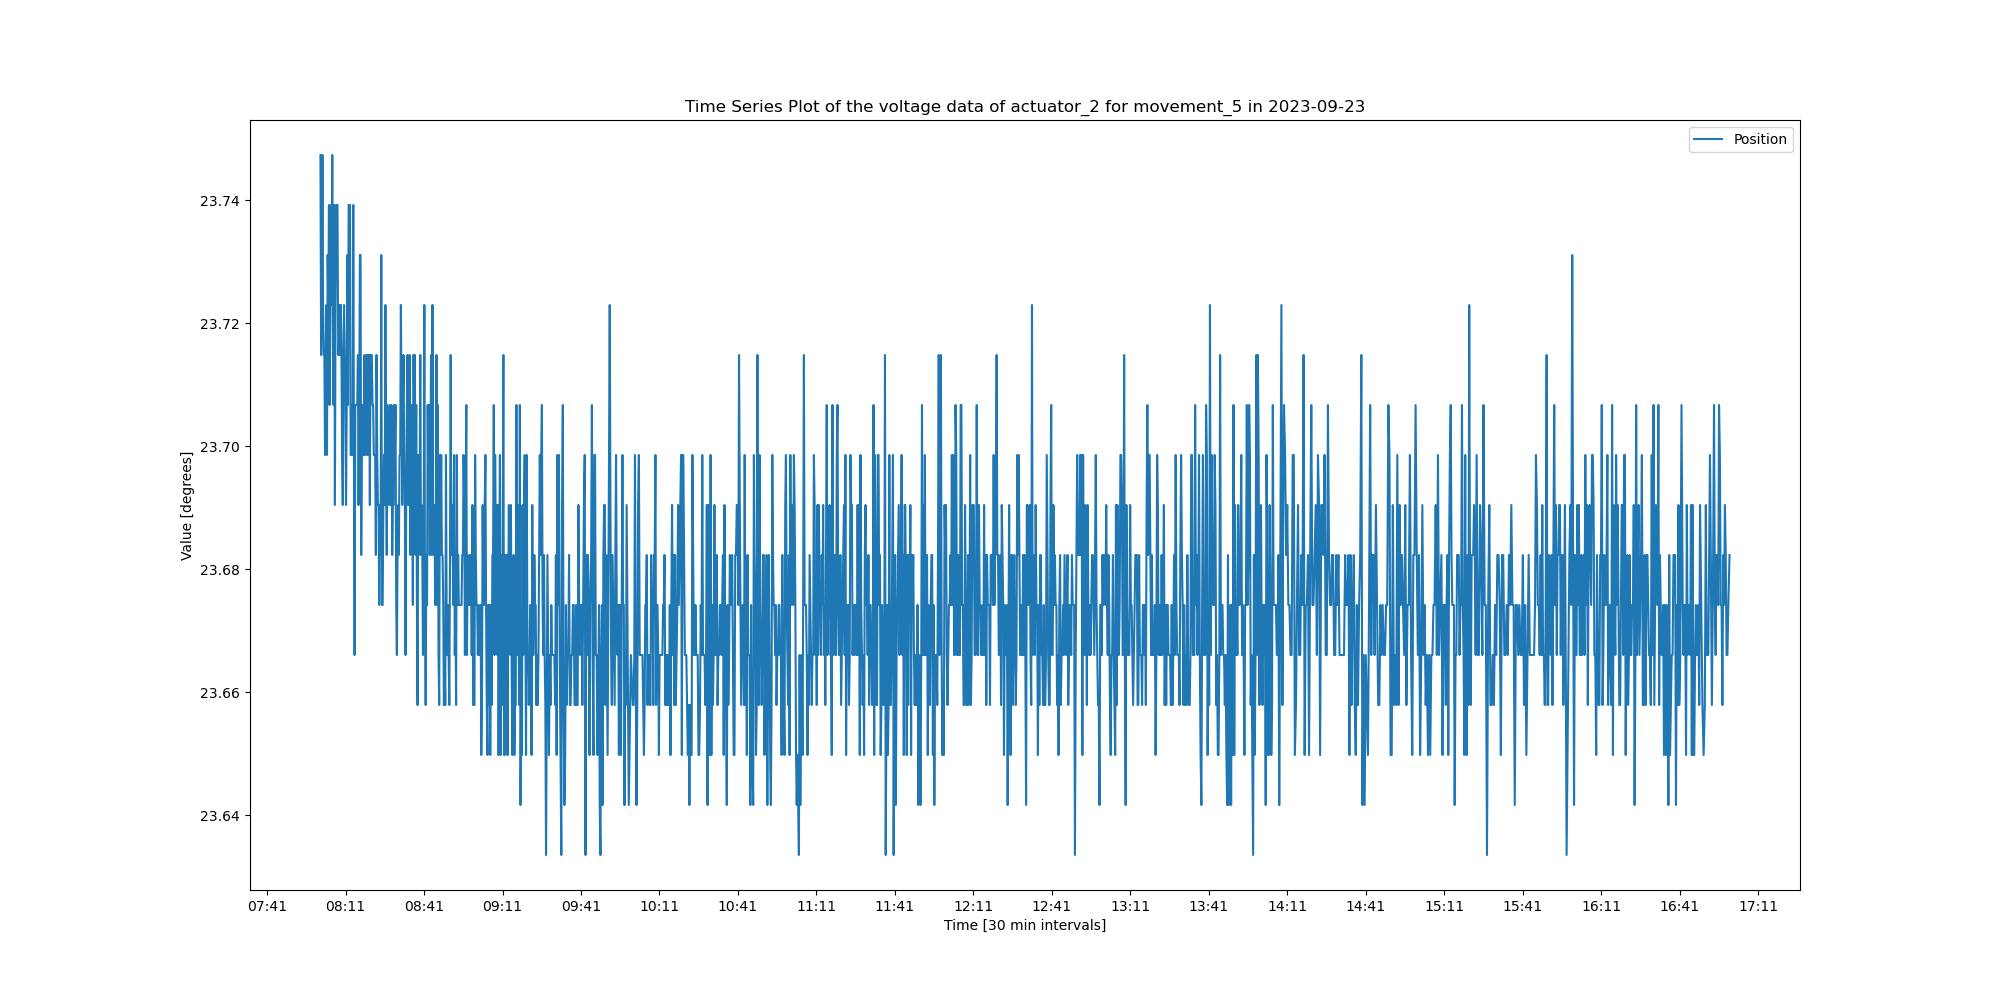 Time Series Plot of the voltage data of actuator_2 for movement_5 in 2023-09-23
Position
23.74
23.72
23.70
23.68
23.66
23.64
Value [degrees]
07:41 08:11 08:41 09:11 09:41 10:11 10:41 11:11 11:41 12:11 12:41 13:11 13:41 14:11 14:41 15:11 15:41 16:11 16:41 17:11
Time [30 min intervals]